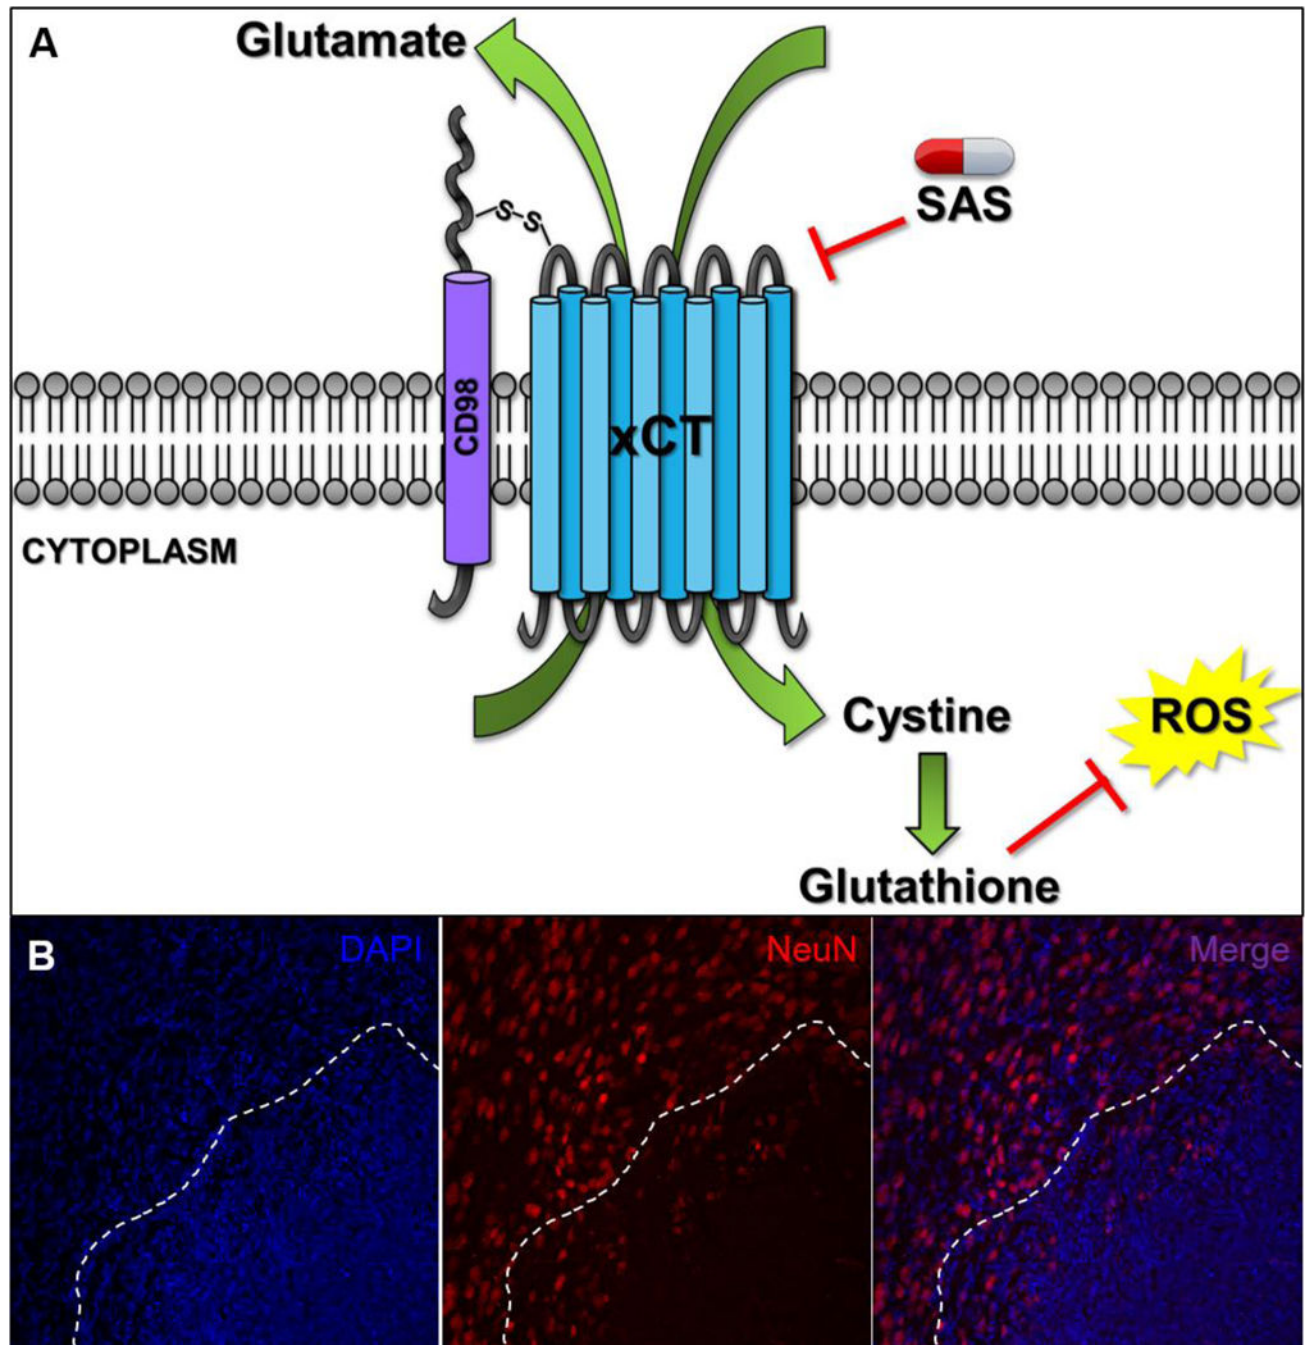 A
Glutamate
SAS
S-S
CD98
xCT
CYTOPLASM
Cystine
ROS
Glutathione
B
DAPI
NeuN
Merge